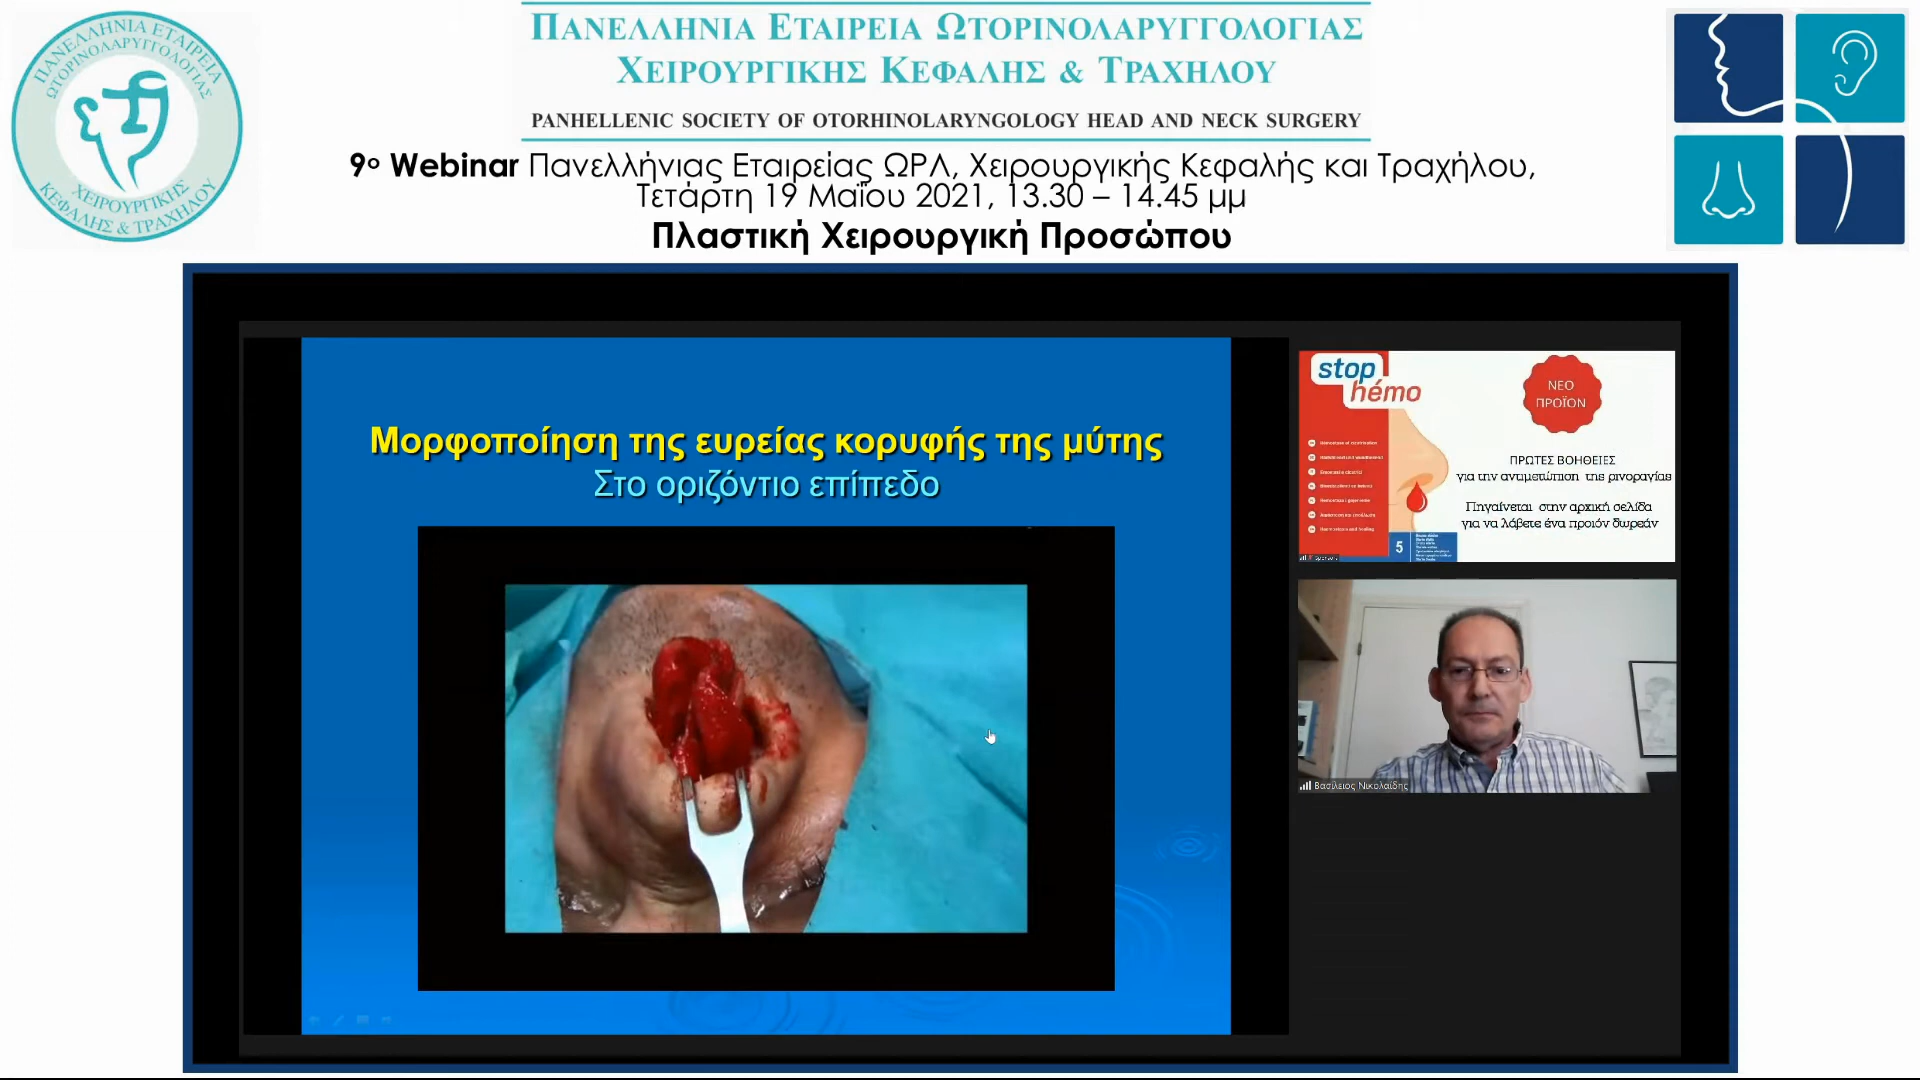 ΠΑΝΕΛΛΗΝΙΑ ΕΤΑΙΡΕΙΑ
ΩΤΟΡΙΝΟΛΑΡΥΓΓΟΛΟΓΙΑΣ
ΧΕΙΡΟΥΡΓΙΚΗΣ
ΚΕΦΑΛΗΣ & ΤΡΑΧΗΛΟΥ
ΠΑΝΕΛΛΗΝΙΑ ΕΤΑΙΡΕΙΑ ΩΤΟΡΙΝΟΛΑΡΥΓΓΟΛΟΓΙΑΣ
ΧΕΙΡΟΥΡΓΙΚΗΣ ΚΕΦΑΛΗΣ & ΤΡΑΧΗΛΟΥ
PANHELLENIC SOCIETY OF OTORHINOLARYNGOLOGY HEAD AND NECK SURGERY
9ο Webinar Πανελλήνιας Εταιρείας ΩΡΛ, Χειρουργικής Κεφαλής και Τραχήλου,
Τετάρτη 19 Μαΐου 2021, 13.30 – 14.45 μμ
Πλαστική Χειρουργική Προσώπου
Μορφοποίηση της ευρείας κορυφής της μύτης
Στο οριζόντιο επίπεδο
stop
hémo
ΝΕΟ
ΠΡΟΪΟΝ
ΠΡΩΤΕΣ ΒΟΗΘΕΙΕΣ
για την αντιμετώπιση της ρινοραγίας
Πηγαίνεται στην αρχική σελίδα
για να λάβετε ένα προιόν δωρεάν
5
Βασίλειος Νικολαΐδης